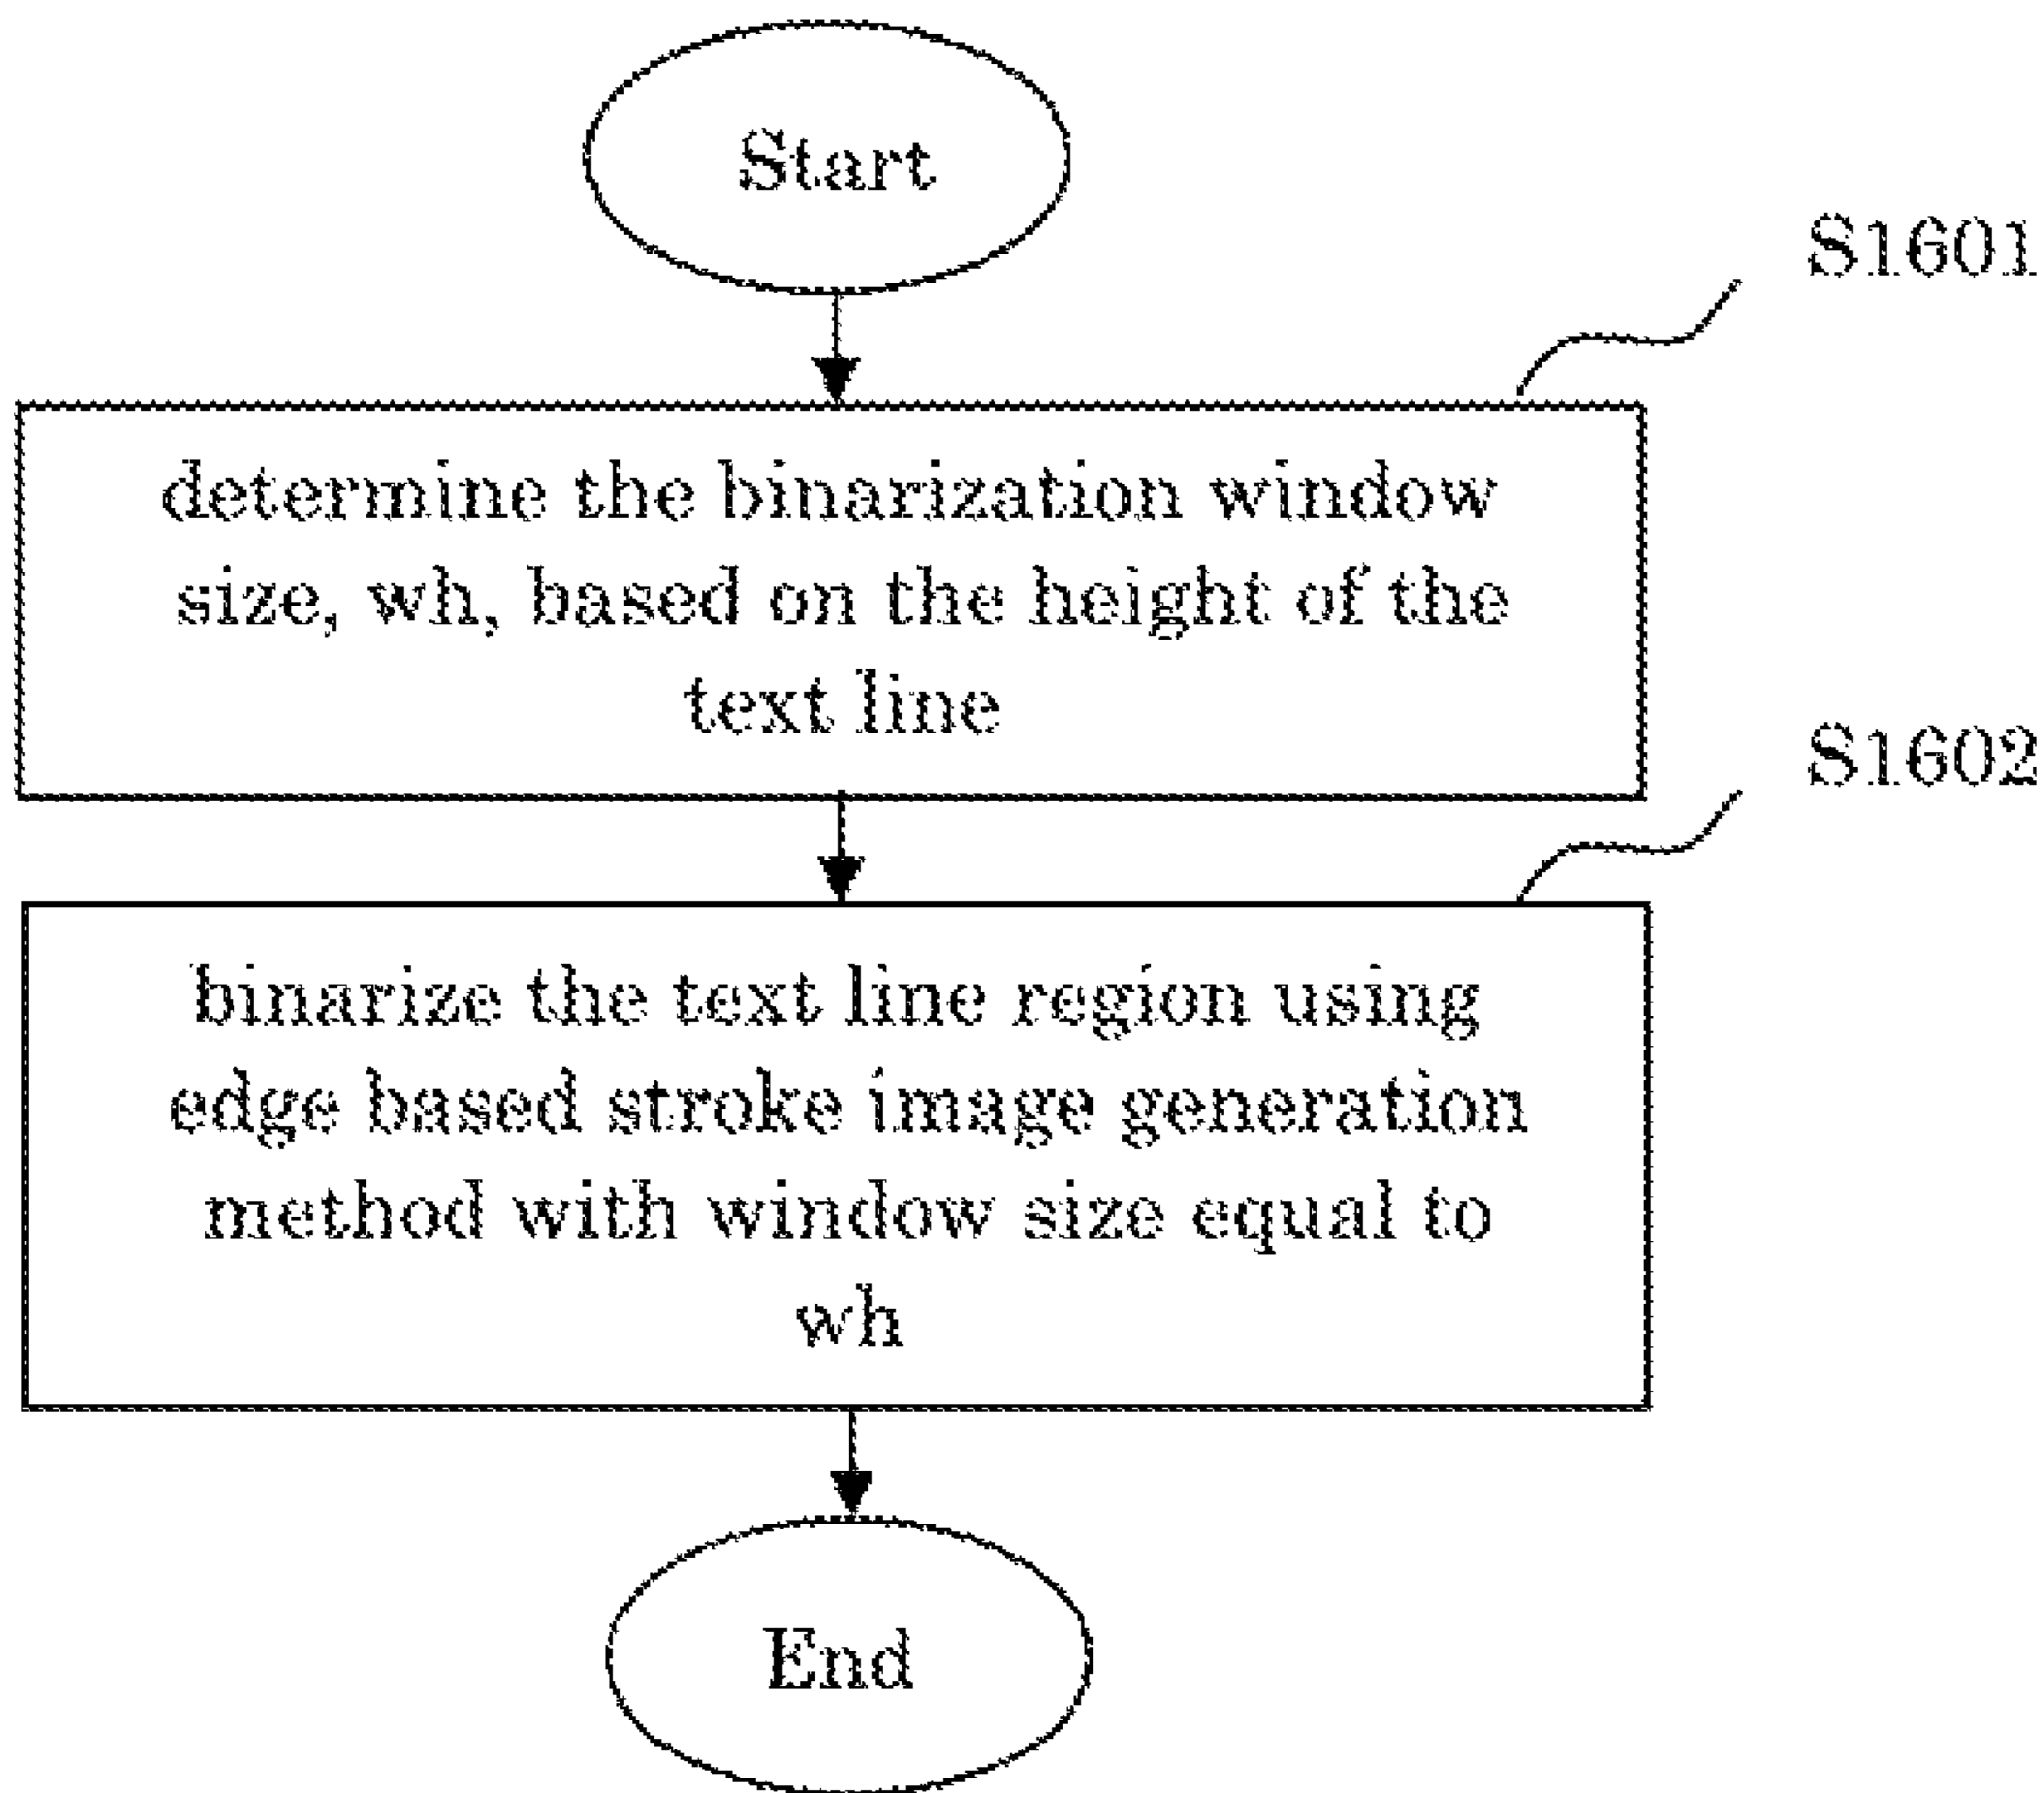 Start
S1601
determine the binarization window
size, wh, based on the height of the
text line
S1602
binarize the text line region using
edge based stroke image generation
method with window size equal to
wh
End